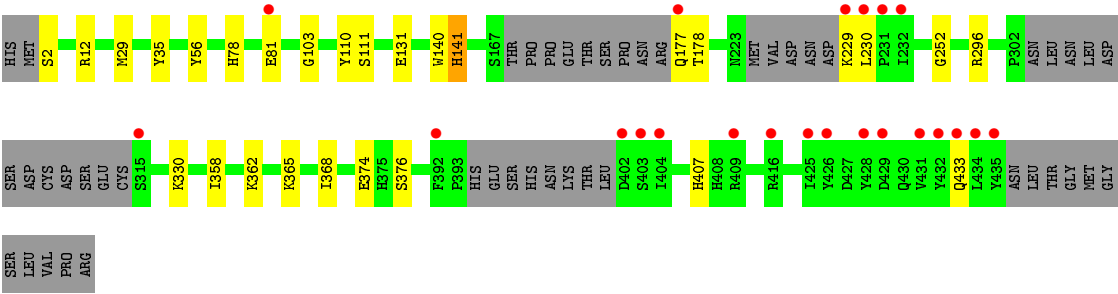 HIS MET S2 R12 M29 Y35 Y56 H78 E81 G103 Y110 S111 E131 W140 H141 S167 THR PRO PRO GLU THR SER PRO ASN ARG Q177 T178 N223 MET VAL ASP ASN ASP K229 L230 P231 I232 G252 R296 P302 ASN LEU ASN LEU ASP
SER ASP CYS ASP SER GLU CYS S315 K330 I358 K362 K365 I368 E374 H375 S376 F392 P393 HIS GLU SER HIS ASN LYS THR LEU D402 S403 I404 H407 H408 R409 R416 I425 Y426 D427 Y428 D429 Q430 V431 Y432 Q433 L434 Y435 ASN LEU THR GLY MET GLY
SER LEU VAL PRO ARG